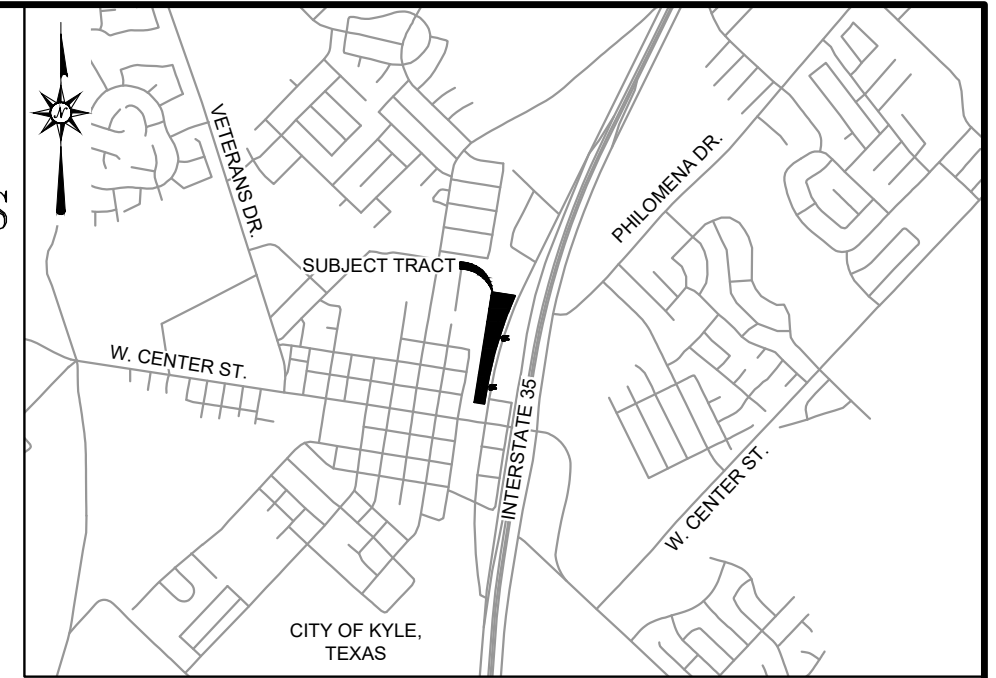 N
VETERANS DR.
PHILOMENA DR.
SUBJECT TRACT
W. CENTER ST.
INTERSTATE 35
W. CENTER ST.
CITY OF KYLE,
TEXAS